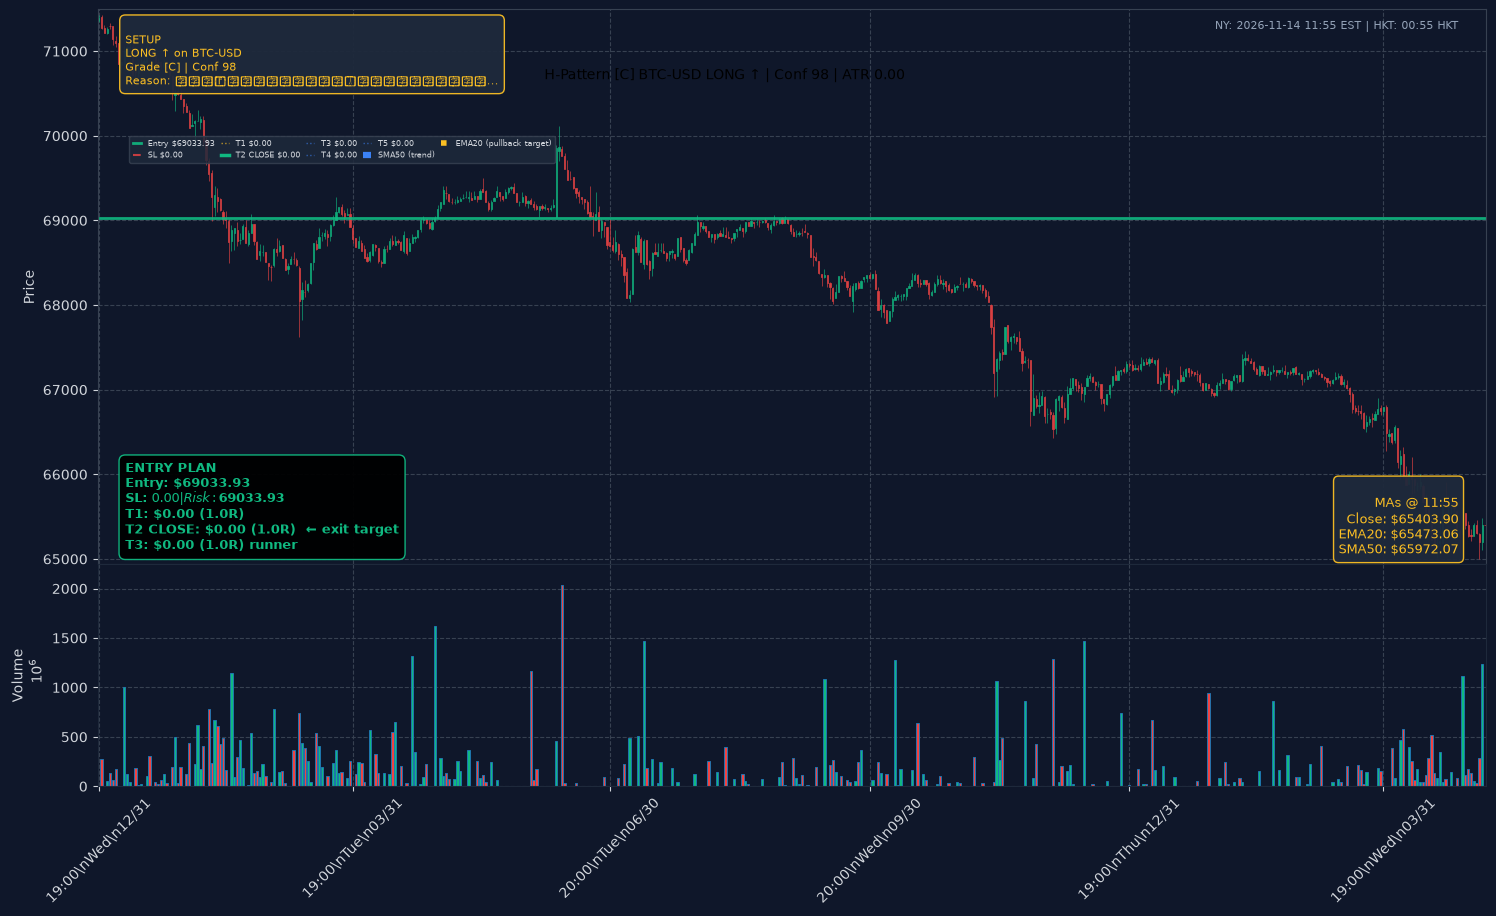 NY: 2026-11-14 11:55 EST | HKT: 00:55 HKT
SETUP
LONG ↑ on BTC-USD
Grade [C] | Conf 98
Reason:
H-Pattern [C] BTC-USD LONG ↑ | Conf 98 | ATR 0.00
Entry $69033.93 T1 $0.00 T3 $0.00 T5 $0.00 EMA20 (pullback target)
SL $0.00 T2 CLOSE $0.00 T4 $0.00 SMA50 (trend)
71000
70000
69000
68000
67000
66000
65000
Price
ENTRY PLAN
Entry: $69033.93
SL: 0.00|Risk:69033.93
T1: $0.00 (1.0R)
T2 CLOSE: $0.00 (1.0R) ← exit target
T3: $0.00 (1.0R) runner
MAs @ 11:55
Close: $65403.90
EMA20: $65473.06
SMA50: $65972.07
2000
1500
1000
500
0
Volume
10⁶
19:00\nWed\n12/31
19:00\nTue\n03/31
20:00\nTue\n06/30
20:00\nWed\n09/30
19:00\nThu\n12/31
19:00\nWed\n03/31